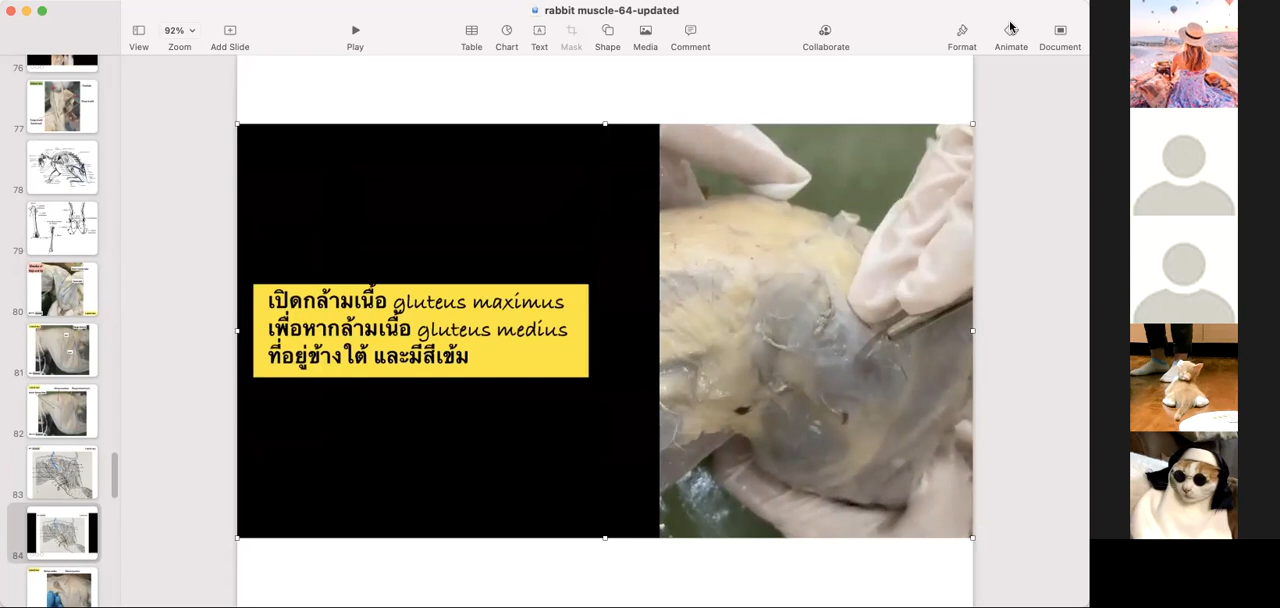 rabbit muscle-64-updated
92%
View
Zoom
Add Slide
Play
Table
Chart
Text
Mask
Shape
Media
Comment
Collaborate
Format
Animate
Document
76
77
78
79
80
81
82
83
84
เปิดกล้ามเนื้อ gluteus maximus
เพื่อหากล้ามเนื้อ gluteus medius
ที่อยู่ข้างใต้ และมีสีเข้ม